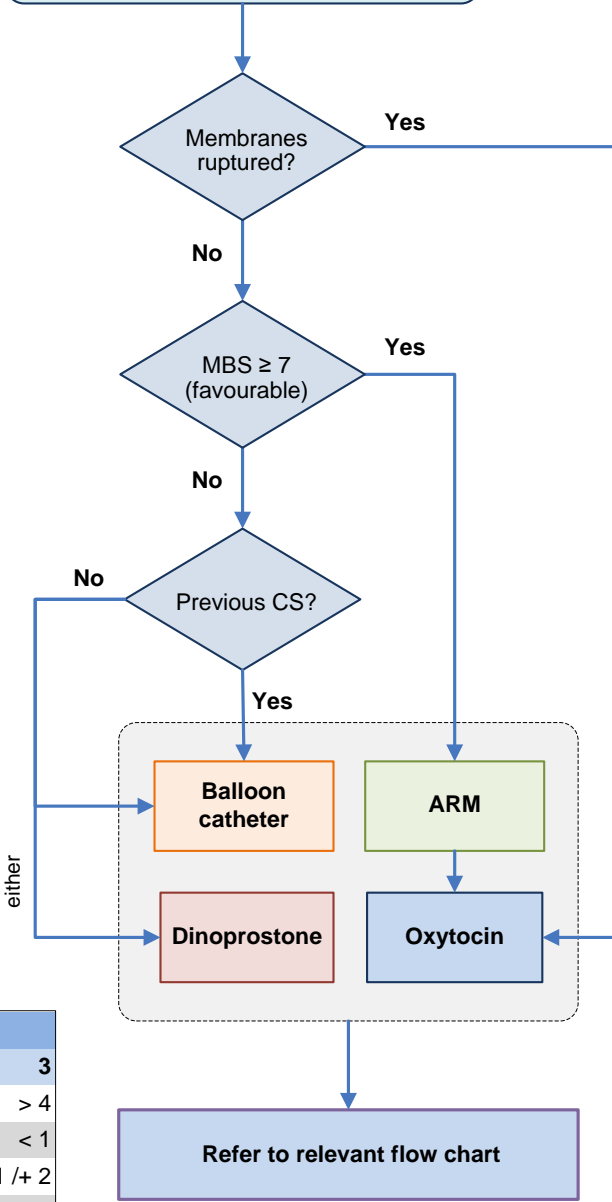 Membranes
ruptured?
Yes
No
MBS ≥ 7
(favourable)
Yes
No
Previous CS?
No
Yes
either
Balloon
catheter
ARM
Dinoprostone
Oxytocin
3
> 4
< 1
/+ 2
Refer to relevant flow chart